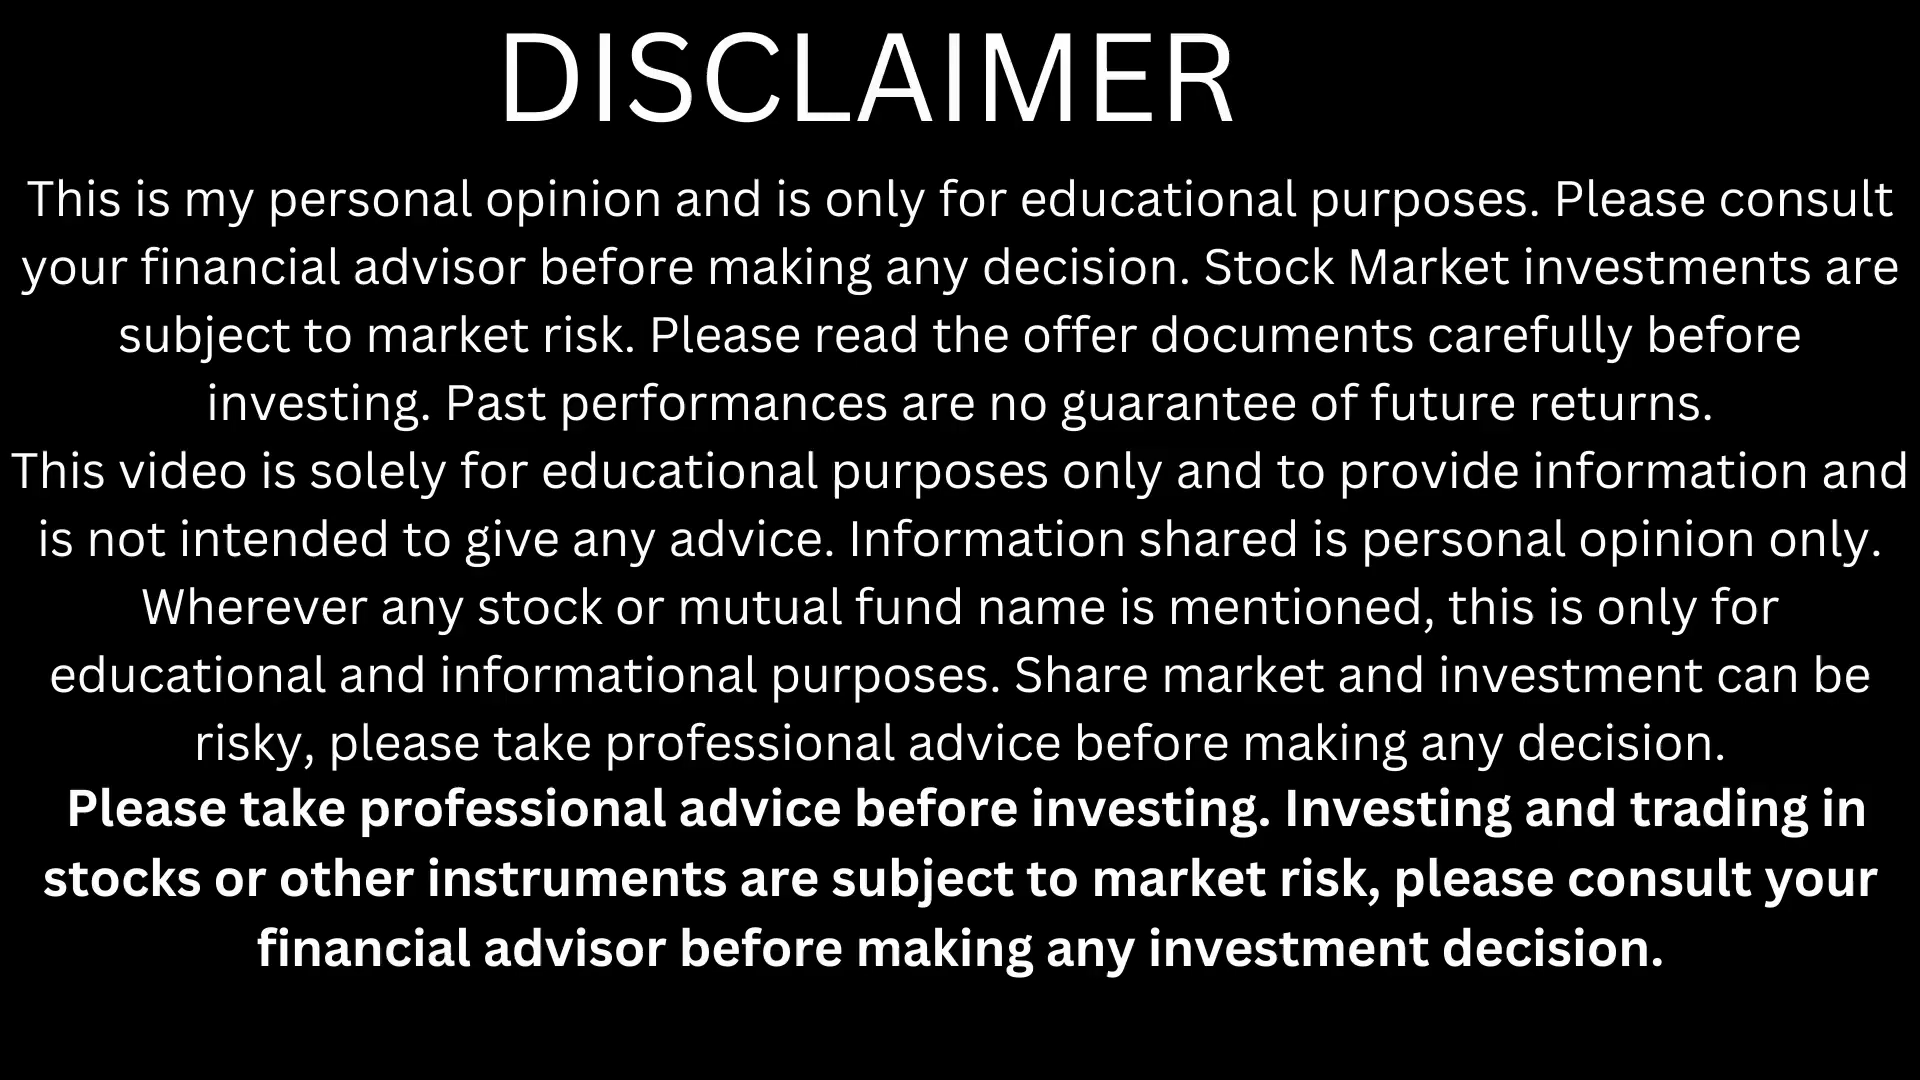 DISCLAIMER
This is my personal opinion and is only for educational purposes. Please consult
your financial advisor before making any decision. Stock Market investments are
subject to market risk. Please read the offer documents carefully before
investing. Past performances are no guarantee of future returns.
This video is solely for educational purposes only and to provide information and
is not intended to give any advice. Information shared is personal opinion only.
Wherever any stock or mutual fund name is mentioned, this is only for
educational and informational purposes. Share market and investment can be
risky, please take professional advice before making any decision.
Please take professional advice before investing. Investing and trading in
stocks or other instruments are subject to market risk, please consult your
financial advisor before making any investment decision.